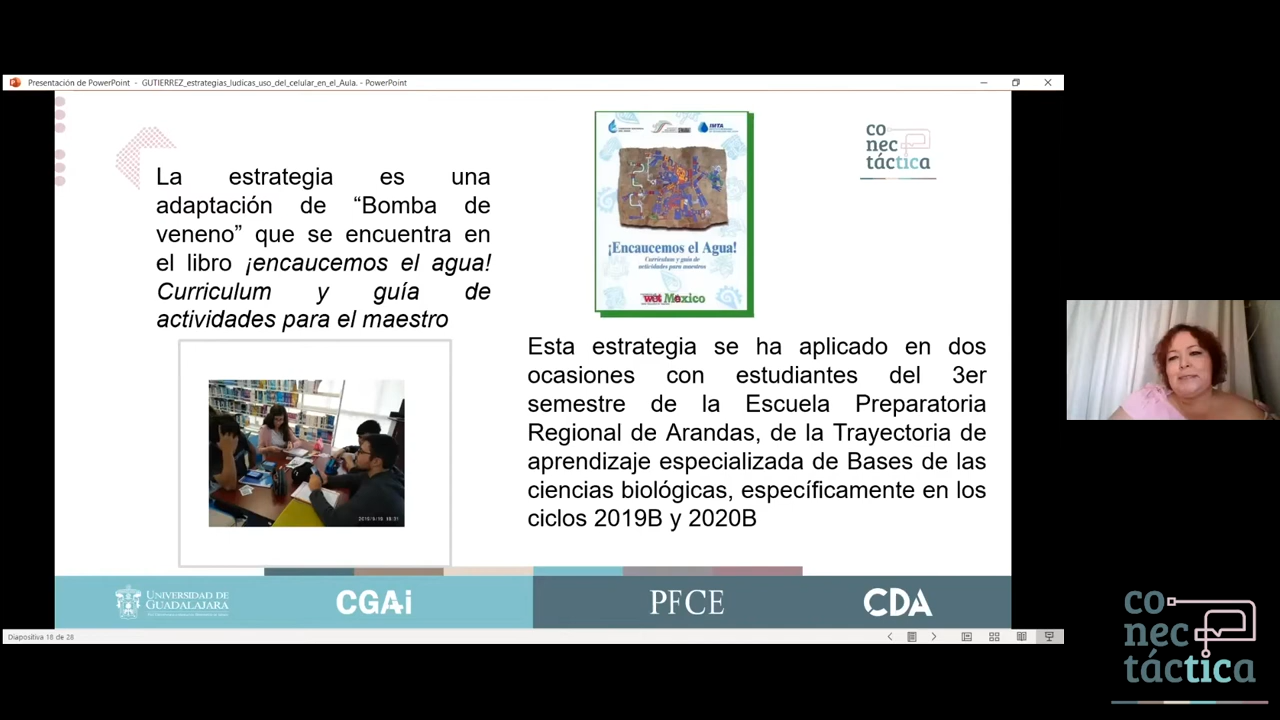 Presentación de PowerPoint - GUTIERREZ_estrategias_ludicas_uso_del_celular_en_el_Aula. - PowerPoint
La estrategia es una
adaptación de “Bomba de
veneno” que se encuentra en
el libro ¡encaucemos el agua!
Curriculum y guía de
actividades para el maestro
IMTA
¡Encaucemos el Agua!
Currículum y guía de
actividades para maestros
wet México
co
nec
táctica
Esta estrategia se ha aplicado en dos
ocasiones con estudiantes del 3er
semestre de la Escuela Preparatoria
Regional de Arandas, de la Trayectoria de
aprendizaje especializada de Bases de las
ciencias biológicas, específicamente en los
ciclos 2019B y 2020B
UNIVERSIDAD DE
GUADALAJARA
CGAi
PFCE
CDA
Diapositiva 18 de 28
co
nec
táctica